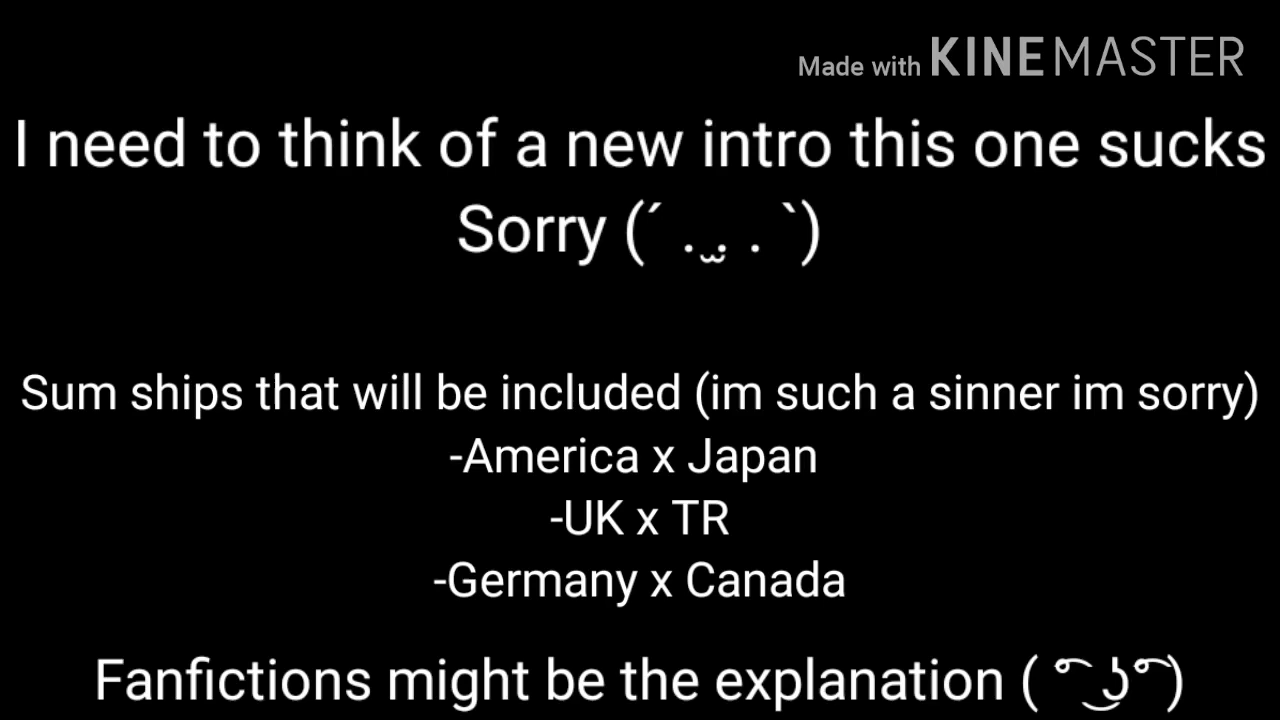 Made with KINEMASTER
I need to think of a new intro this one sucks
Sorry (´ . ̫ . `)
Sum ships that will be included (im such a sinner im sorry)
-America x Japan
-UK x TR
-Germany x Canada
Fanfictions might be the explanation ( ͡° ͜ʖ ͡°)